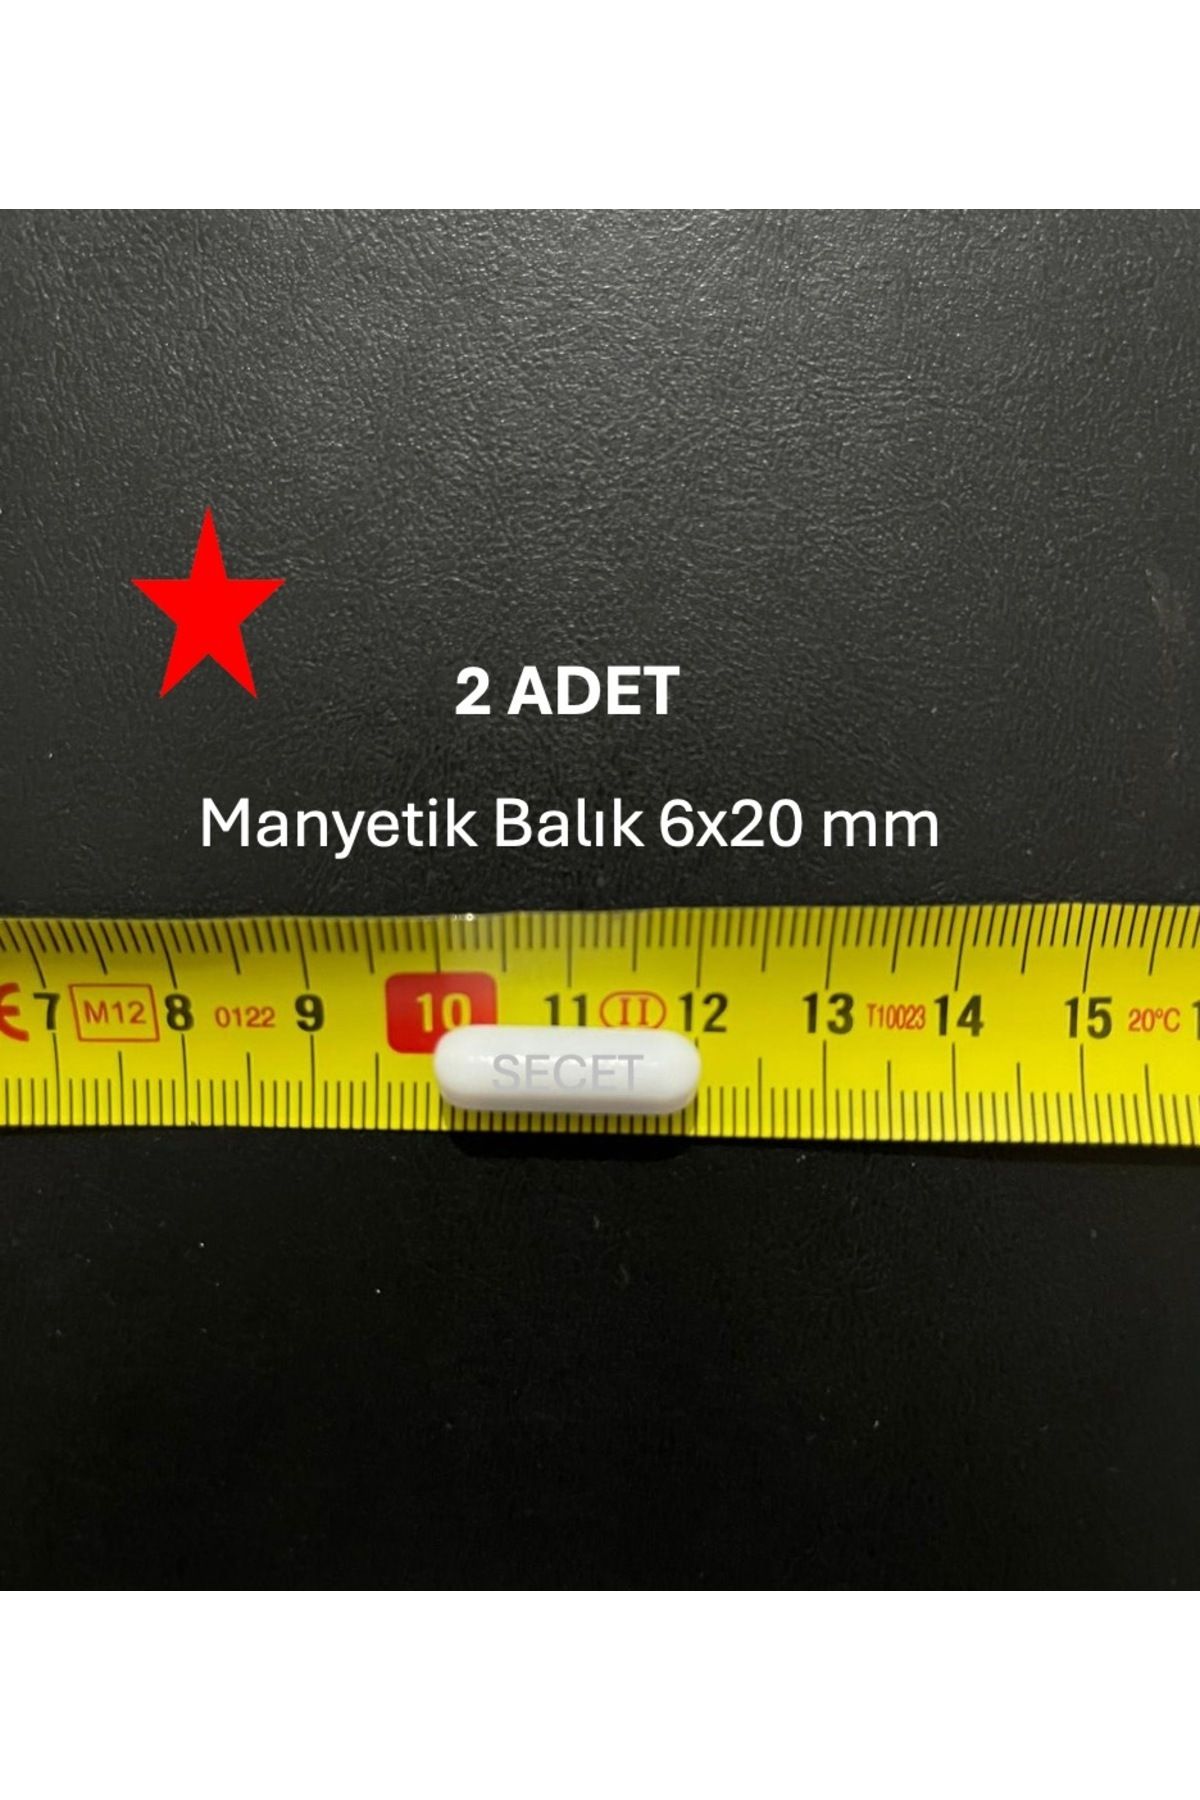 2 ADET
Manyetik Balık 6x20 mm
Є 7 M12 8 0122 9 10 11 II 12 13 T10023 14 15 20°C 1
SECET